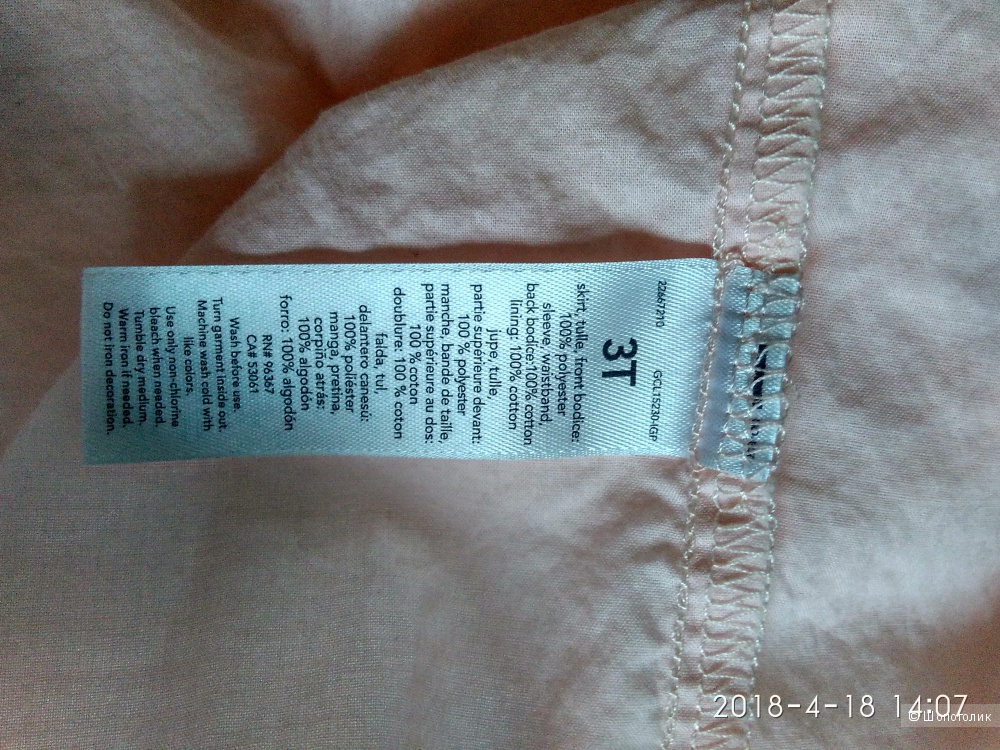 22667210 GCL15Z30-IGP
3T
skirt, tulle, front bodice:
100% polyester
sleeve, waistband,
back bodice:100% cotton
lining: 100% cotton
jupe, tulle,
partie supérieure devant:
100 % polyester
manche, bande de taille,
partie supérieure au dos:
100 % coton
doublure: 100 % coton
falda, tul,
delantero canesú:
100% poliéster
manga, pretina,
corpiño atrás:
100% algodón
forro: 100% algodón
RN# 96367
CA# 53061
Wash before use.
Turn garment inside out.
Machine wash cold with
like colors.
Use only non-chlorine
bleach when needed.
Tumble dry medium.
Warm iron if needed.
Do not iron decoration.
2018-4-18 14:07
© Шопоголик